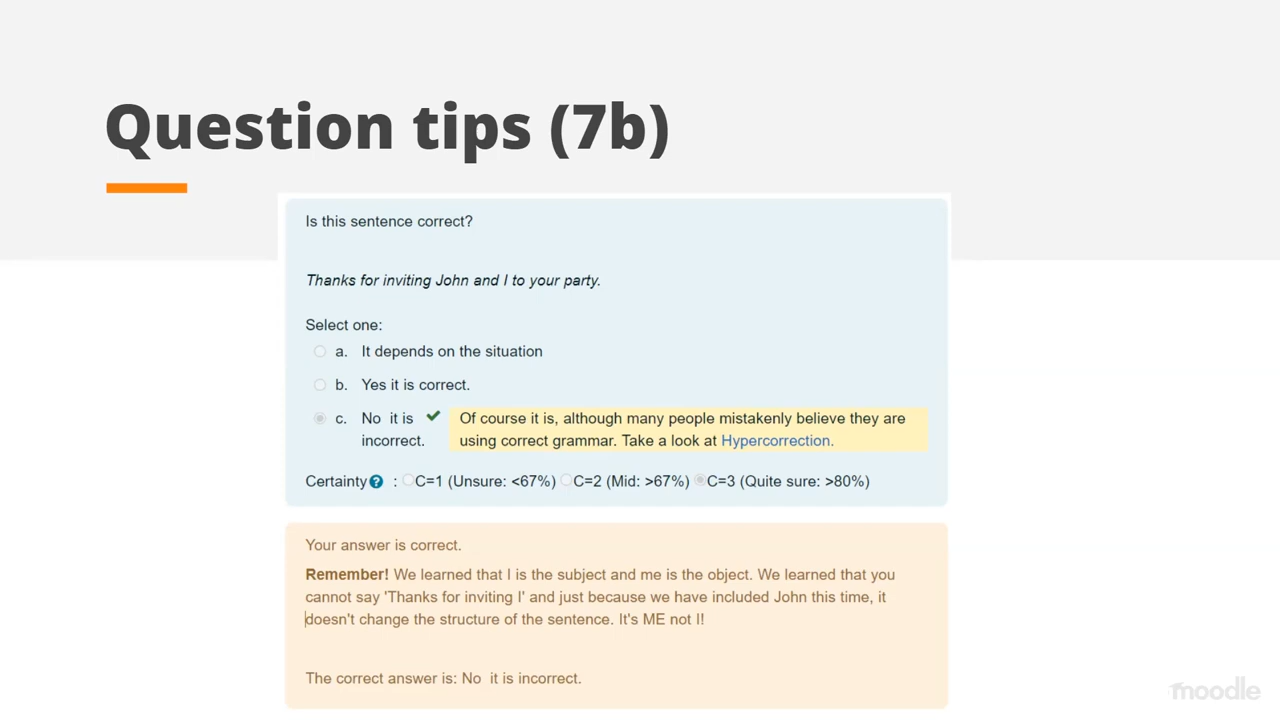 Question tips (7b)
Is this sentence correct?
Thanks for inviting John and I to your party.
Select one:
a. It depends on the situation
b. Yes it is correct.
c. No it is incorrect.
Of course it is, although many people mistakenly believe they are
using correct grammar. Take a look at Hypercorrection.
Certainty ? : C=1 (Unsure: <67%) C=2 (Mid: >67%) C=3 (Quite sure: >80%)
Your answer is correct.
Remember! We learned that I is the subject and me is the object. We learned that you
cannot say 'Thanks for inviting I' and just because we have included John this time, it
doesn't change the structure of the sentence. It's ME not I!
The correct answer is: No it is incorrect.
moodle